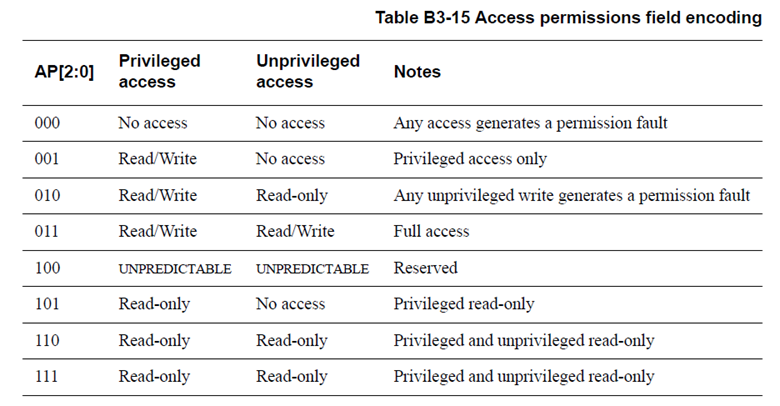 Table B3-15 Access permissions field encoding
AP[2:0] Privileged access Unprivileged access Notes
000 No access No access Any access generates a permission fault
001 Read/Write No access Privileged access only
010 Read/Write Read-only Any unprivileged write generates a permission fault
011 Read/Write Read/Write Full access
100 UNPREDICTABLE UNPREDICTABLE Reserved
101 Read-only No access Privileged read-only
110 Read-only Read-only Privileged and unprivileged read-only
111 Read-only Read-only Privileged and unprivileged read-only